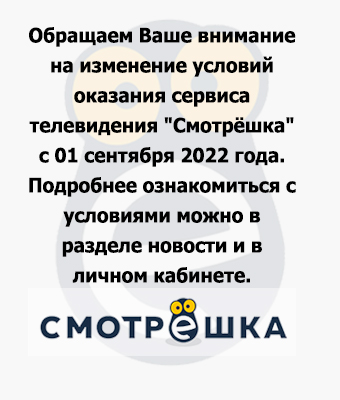 Обращаем Ваше внимание
на изменение условий
оказания сервиса
телевидения "Смотрёшка"
с 01 сентября 2022 года.
Подробнее ознакомиться с
условиями можно в
разделе новости и в
личном кабинете.
СМОТРЁШКА